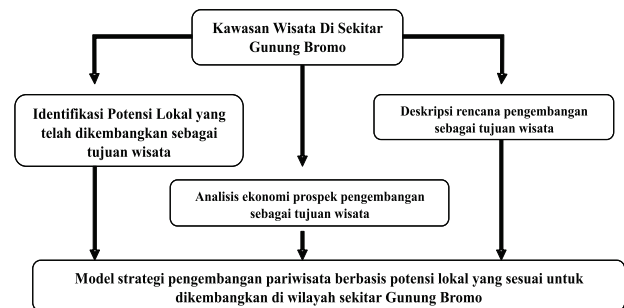 Kawasan Wisata Di Sekitar
Gunung Bromo
Identifikasi Potensi Lokal yang
telah dikembangkan sebagai
tujuan wisata
Deskripsi rencana pengembangan
sebagai tujuan wisata
Analisis ekonomi prospek pengembangan
sebagai tujuan wisata
Model strategi pengembangan pariwisata berbasis potensi lokal yang sesuai untuk
dikembangkan di wilayah sekitar Gunung Bromo